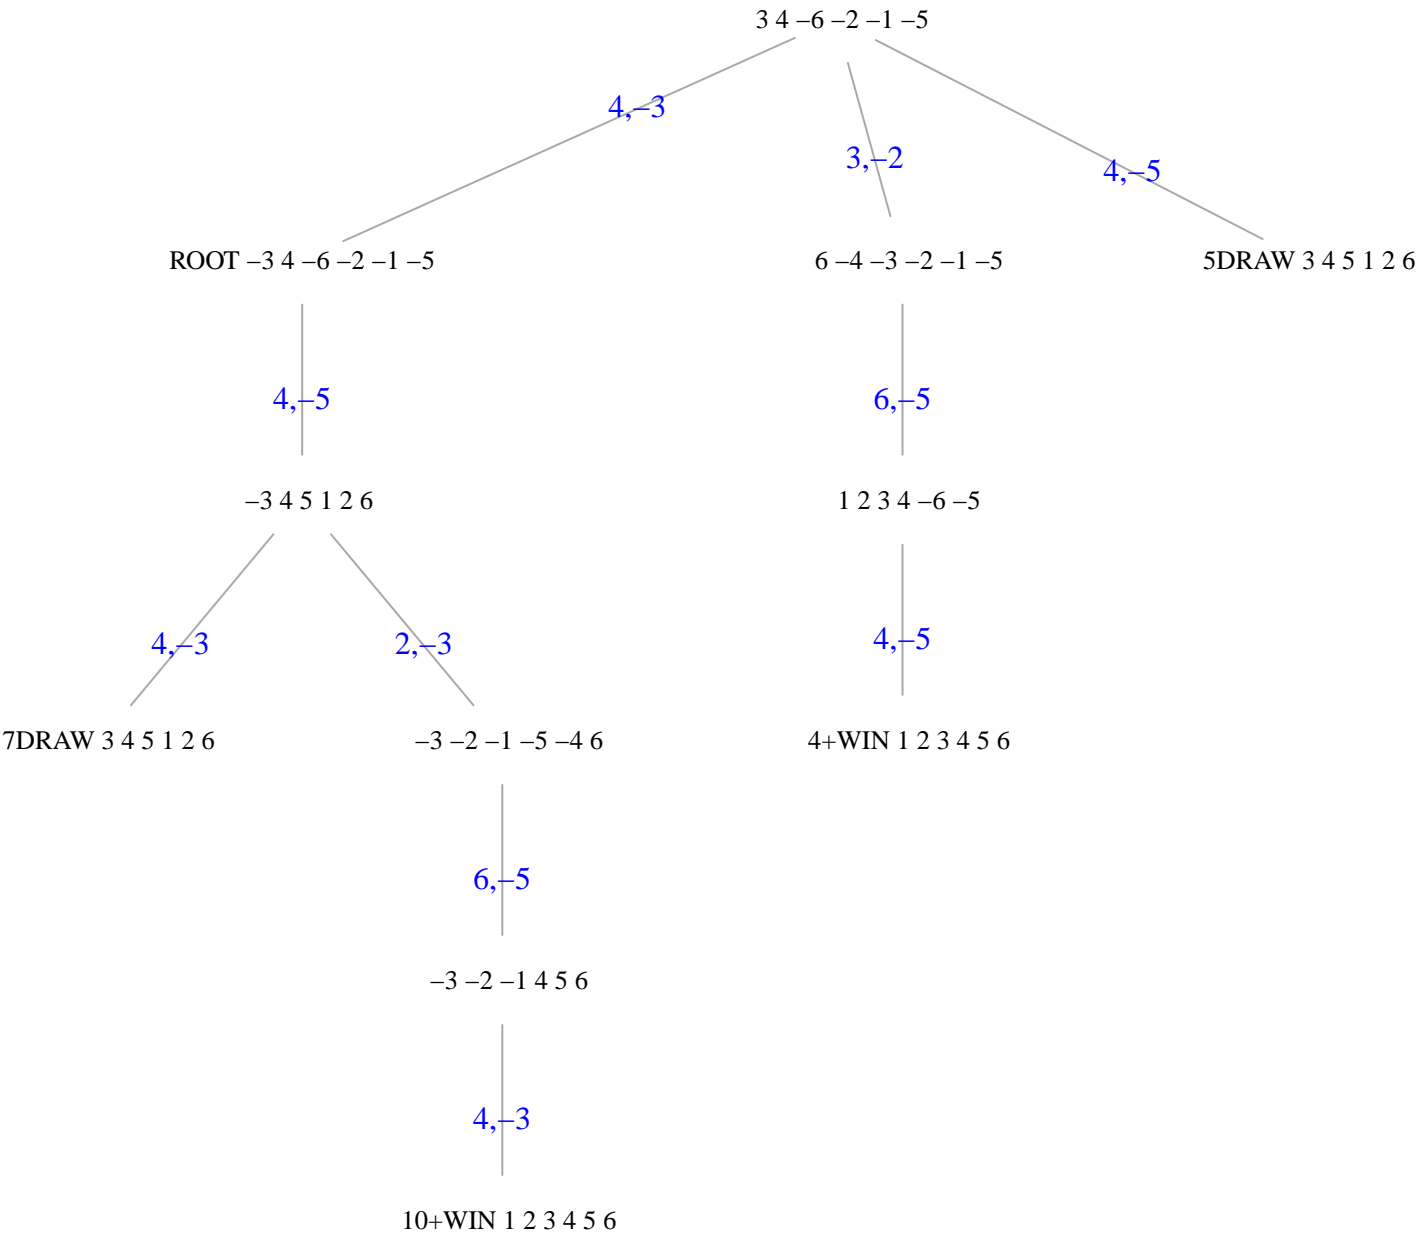 3 4 –6 –2 –1 –5
4,–3
3,–2
4,–5
ROOT –3 4 –6 –2 –1 –5
6 –4 –3 –2 –1 –5
5DRAW 3 4 5 1 2 6
4,–5
6,–5
–3 4 5 1 2 6
1 2 3 4 –6 –5
4,–3
2,–3
4,–5
7DRAW 3 4 5 1 2 6
–3 –2 –1 –5 –4 6
4+WIN 1 2 3 4 5 6
6,–5
–3 –2 –1 4 5 6
4,–3
10+WIN 1 2 3 4 5 6